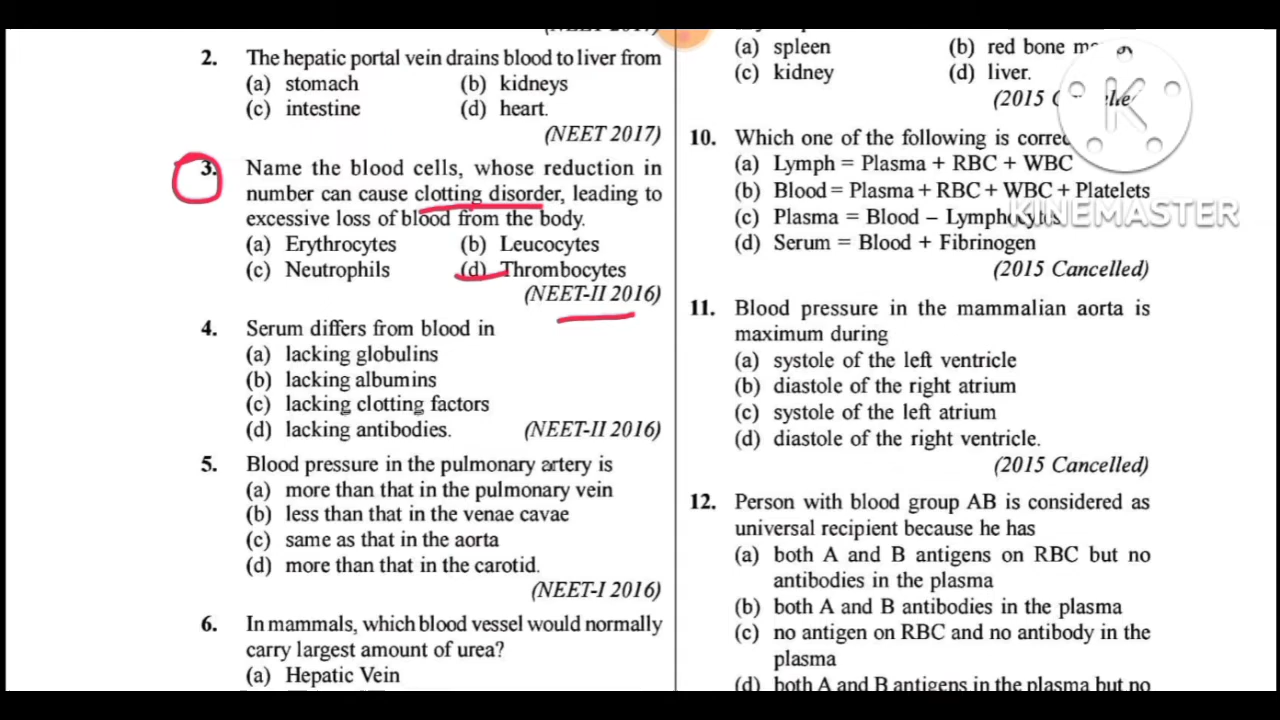 2. The hepatic portal vein drains blood to liver from
(a) stomach (b) kidneys
(c) intestine (d) heart.
(NEET 2017)
3. Name the blood cells, whose reduction in
number can cause clotting disorder, leading to
excessive loss of blood from the body.
(a) Erythrocytes (b) Leucocytes
(c) Neutrophils (d) Thrombocytes
(NEET-II 2016)
4. Serum differs from blood in
(a) lacking globulins
(b) lacking albumins
(c) lacking clotting factors
(d) lacking antibodies. (NEET-II 2016)
5. Blood pressure in the pulmonary artery is
(a) more than that in the pulmonary vein
(b) less than that in the venae cavae
(c) same as that in the aorta
(d) more than that in the carotid.
(NEET-I 2016)
6. In mammals, which blood vessel would normally
carry largest amount of urea?
(a) Hepatic Vein
(a) spleen (b) red bone
(c) kidney (d) liver.
(2015
10. Which one of the following is
(a) Lymph = Plasma + RBC + WBC
(b) Blood = Plasma + RBC + WBC + Platelets
(c) Plasma = Blood – Lymphocytes
KINEMASTER
(d) Serum = Blood + Fibrinogen
(2015 Cancelled)
11. Blood pressure in the mammalian aorta is
maximum during
(a) systole of the left ventricle
(b) diastole of the right atrium
(c) systole of the left atrium
(d) diastole of the right ventricle.
(2015 Cancelled)
12. Person with blood group AB is considered as
universal recipient because he has
(a) both A and B antigens on RBC but no
antibodies in the plasma
(b) both A and B antibodies in the plasma
(c) no antigen on RBC and no antibody in the
plasma
(d) both A and B antigens in the plasma but no